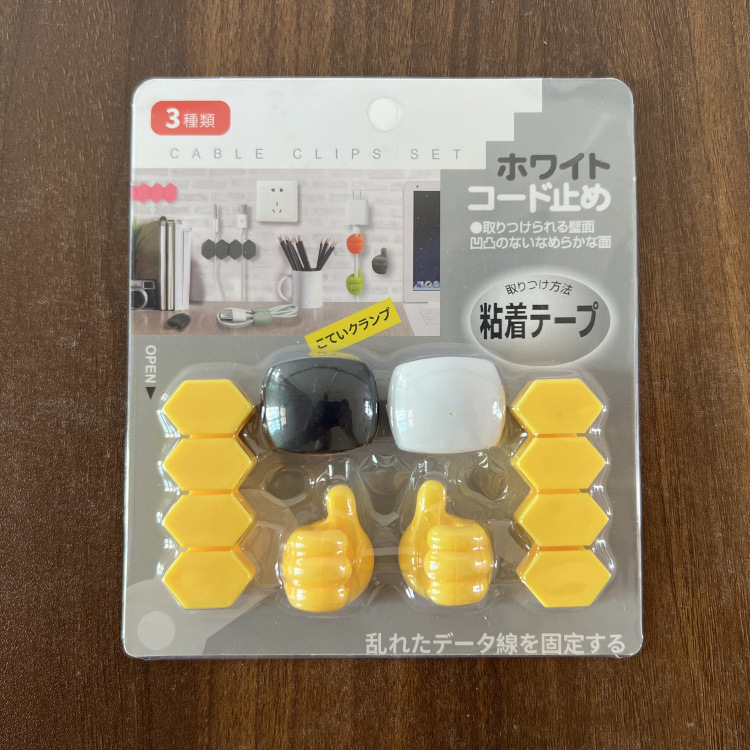 3種類
CABLE CLIPS SET
ホワイト
コード止め
●取りつけられる壁面
凹凸のないなめらかな面
取りつけ方法
粘着テープ
こていクランプ
OPEN
乱れたデータ線を固定する